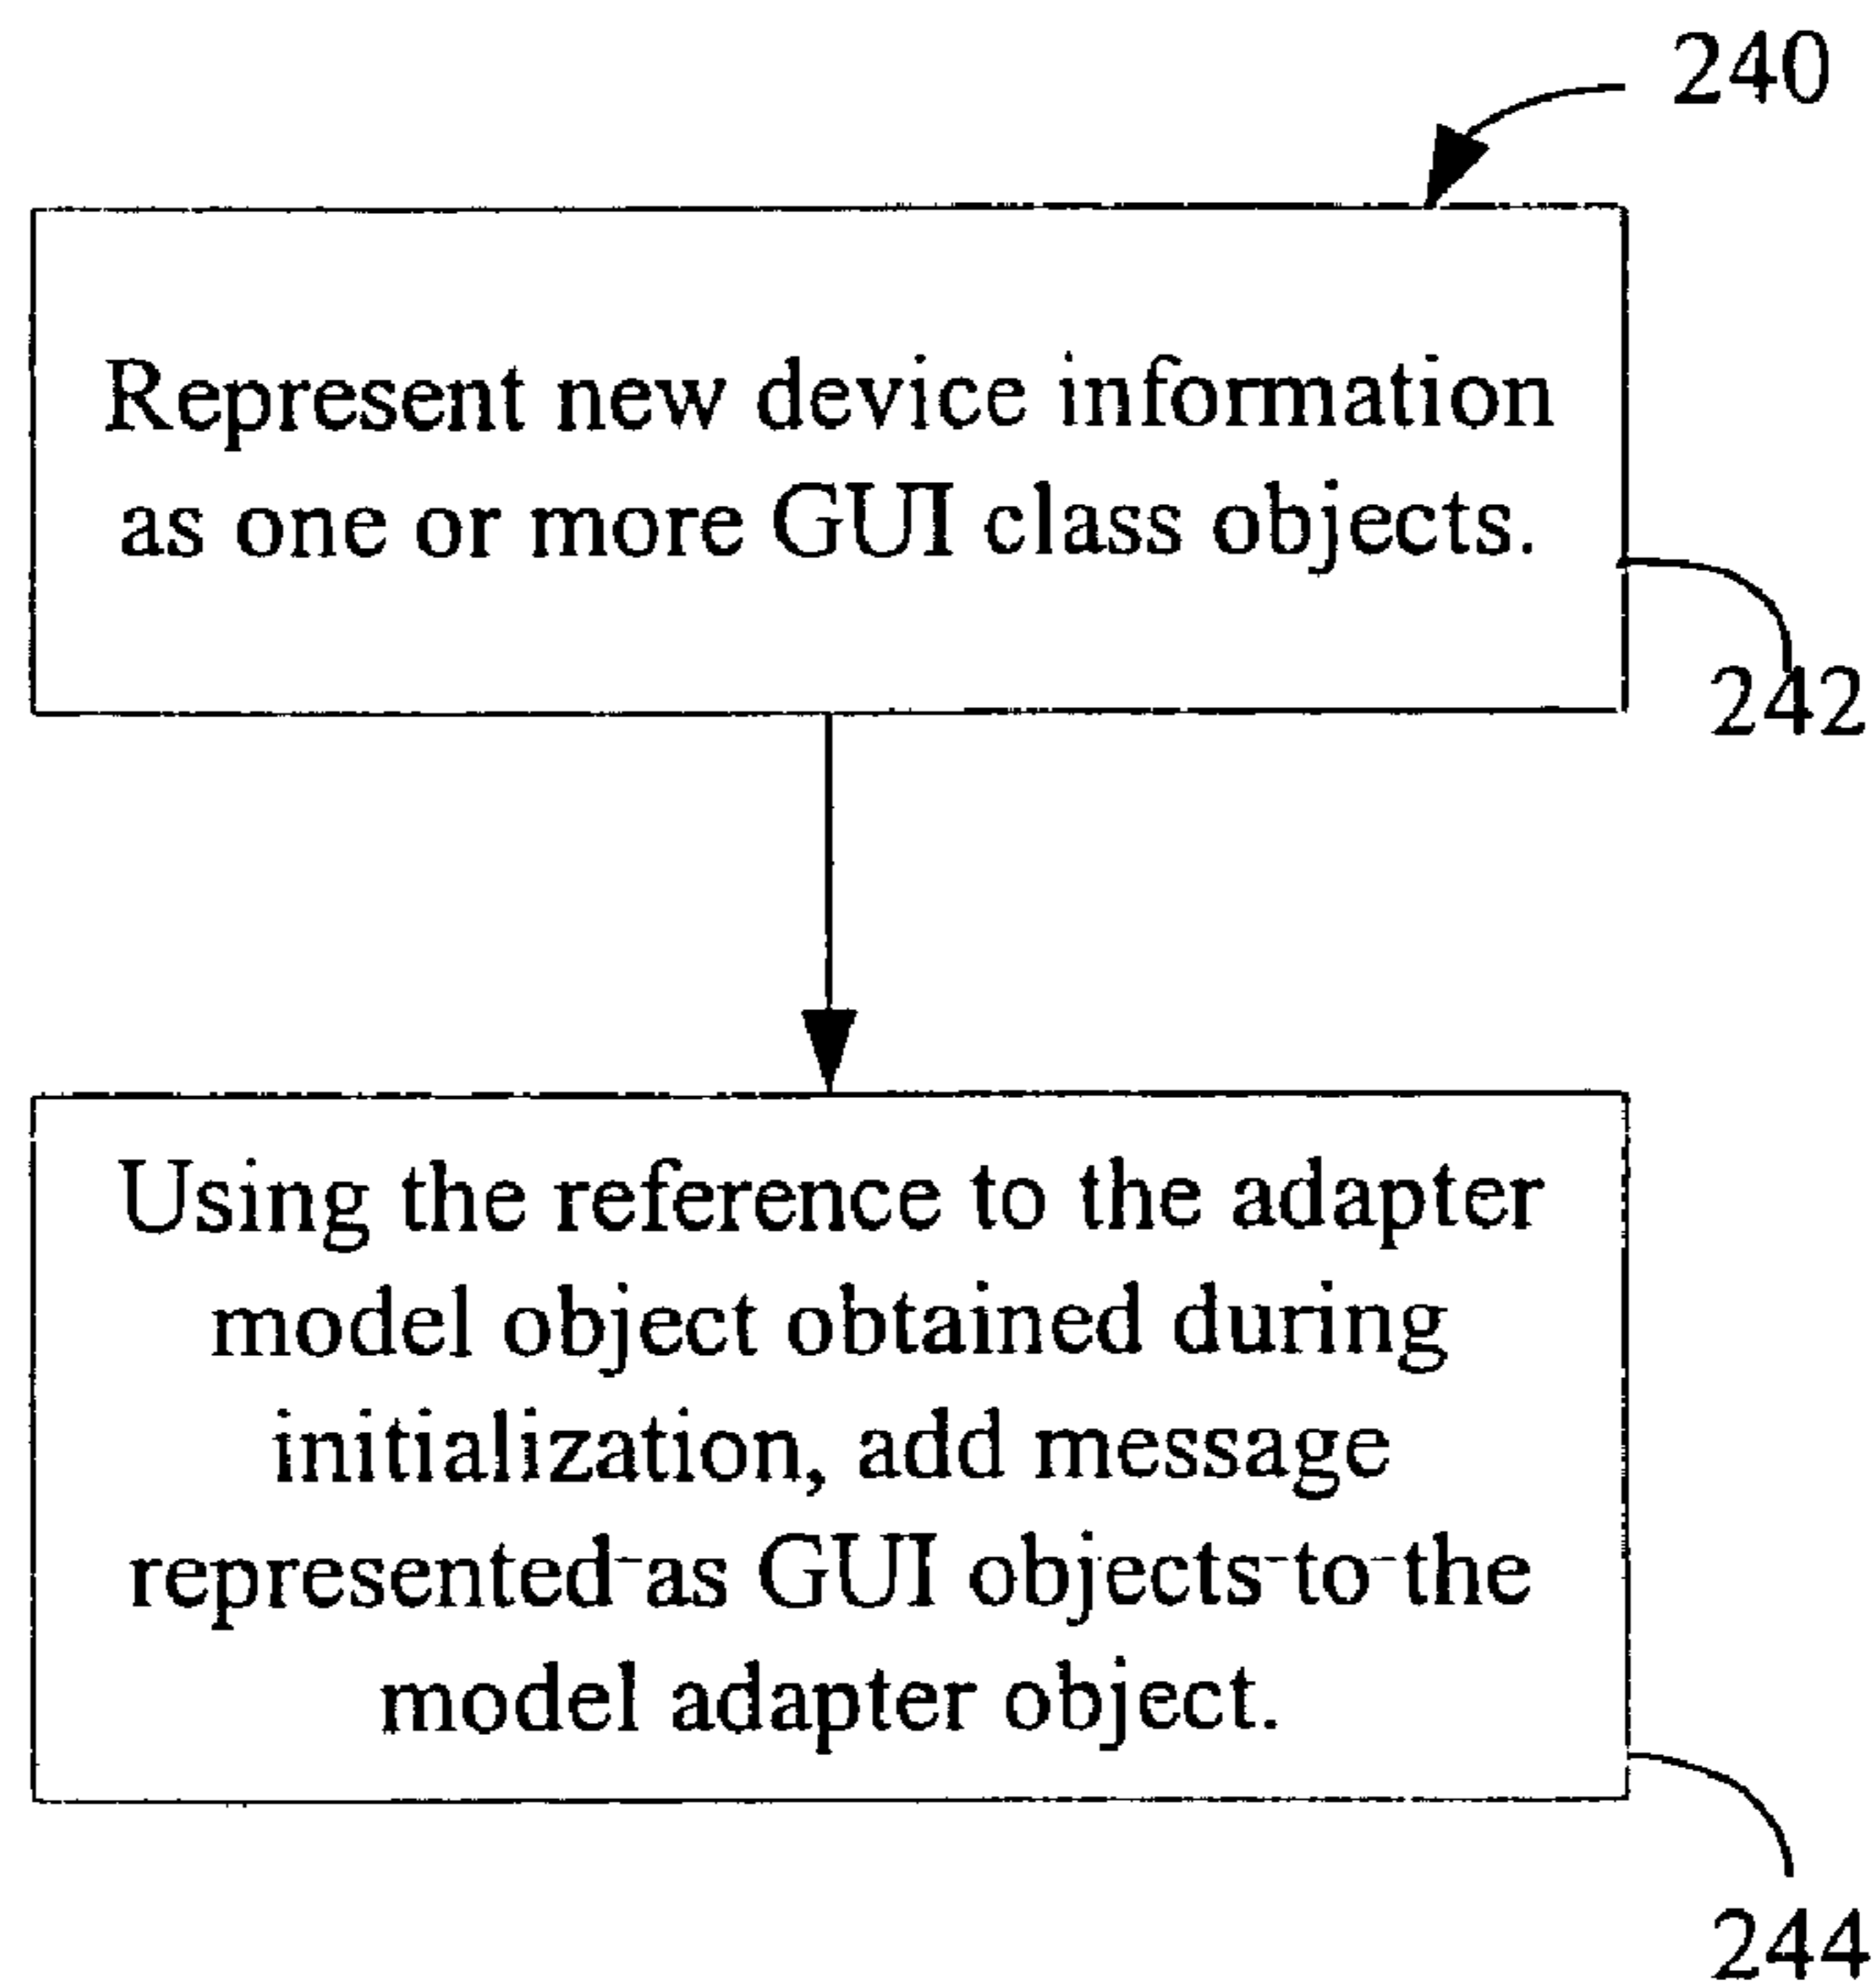 240
Represent new device information
as one or more GUI class objects.
242
Using the reference to the adapter
model object obtained during
initialization, add message
represented as GUI objects to the
model adapter object.
244